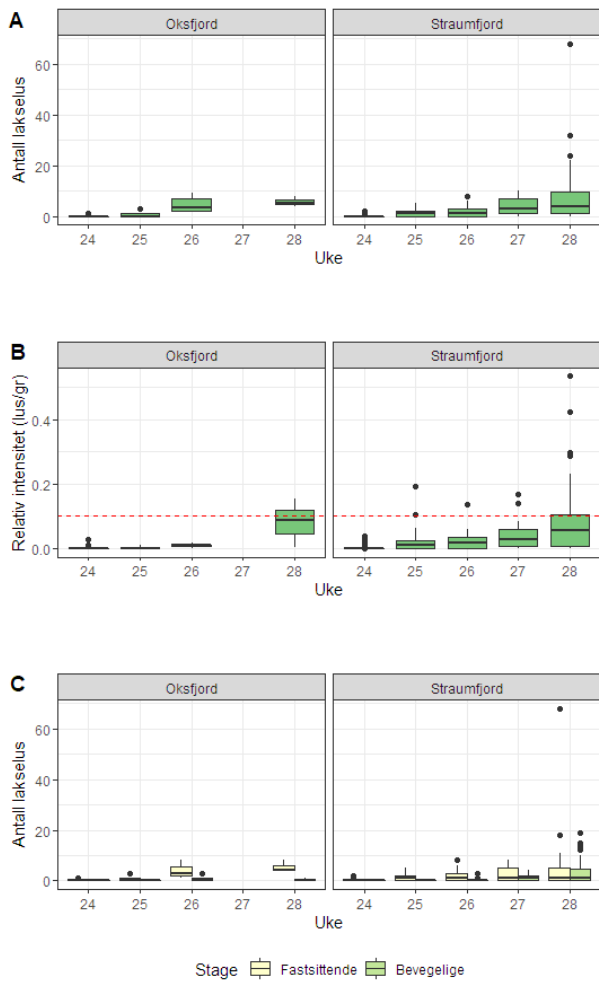 A
Oksfjord Straumfjord
Antall lakselus
60
40
20
0
24 25 26 27 28 24 25 26 27 28
Uke
B
Oksfjord Straumfjord
Relativ intensitet (lus/gr)
0.4
0.2
0.0
24 25 26 27 28 24 25 26 27 28
Uke
C
Oksfjord Straumfjord
Antall lakselus
60
40
20
0
24 25 26 27 28 24 25 26 27 28
Uke
Stage Fastsittende Bevegelige